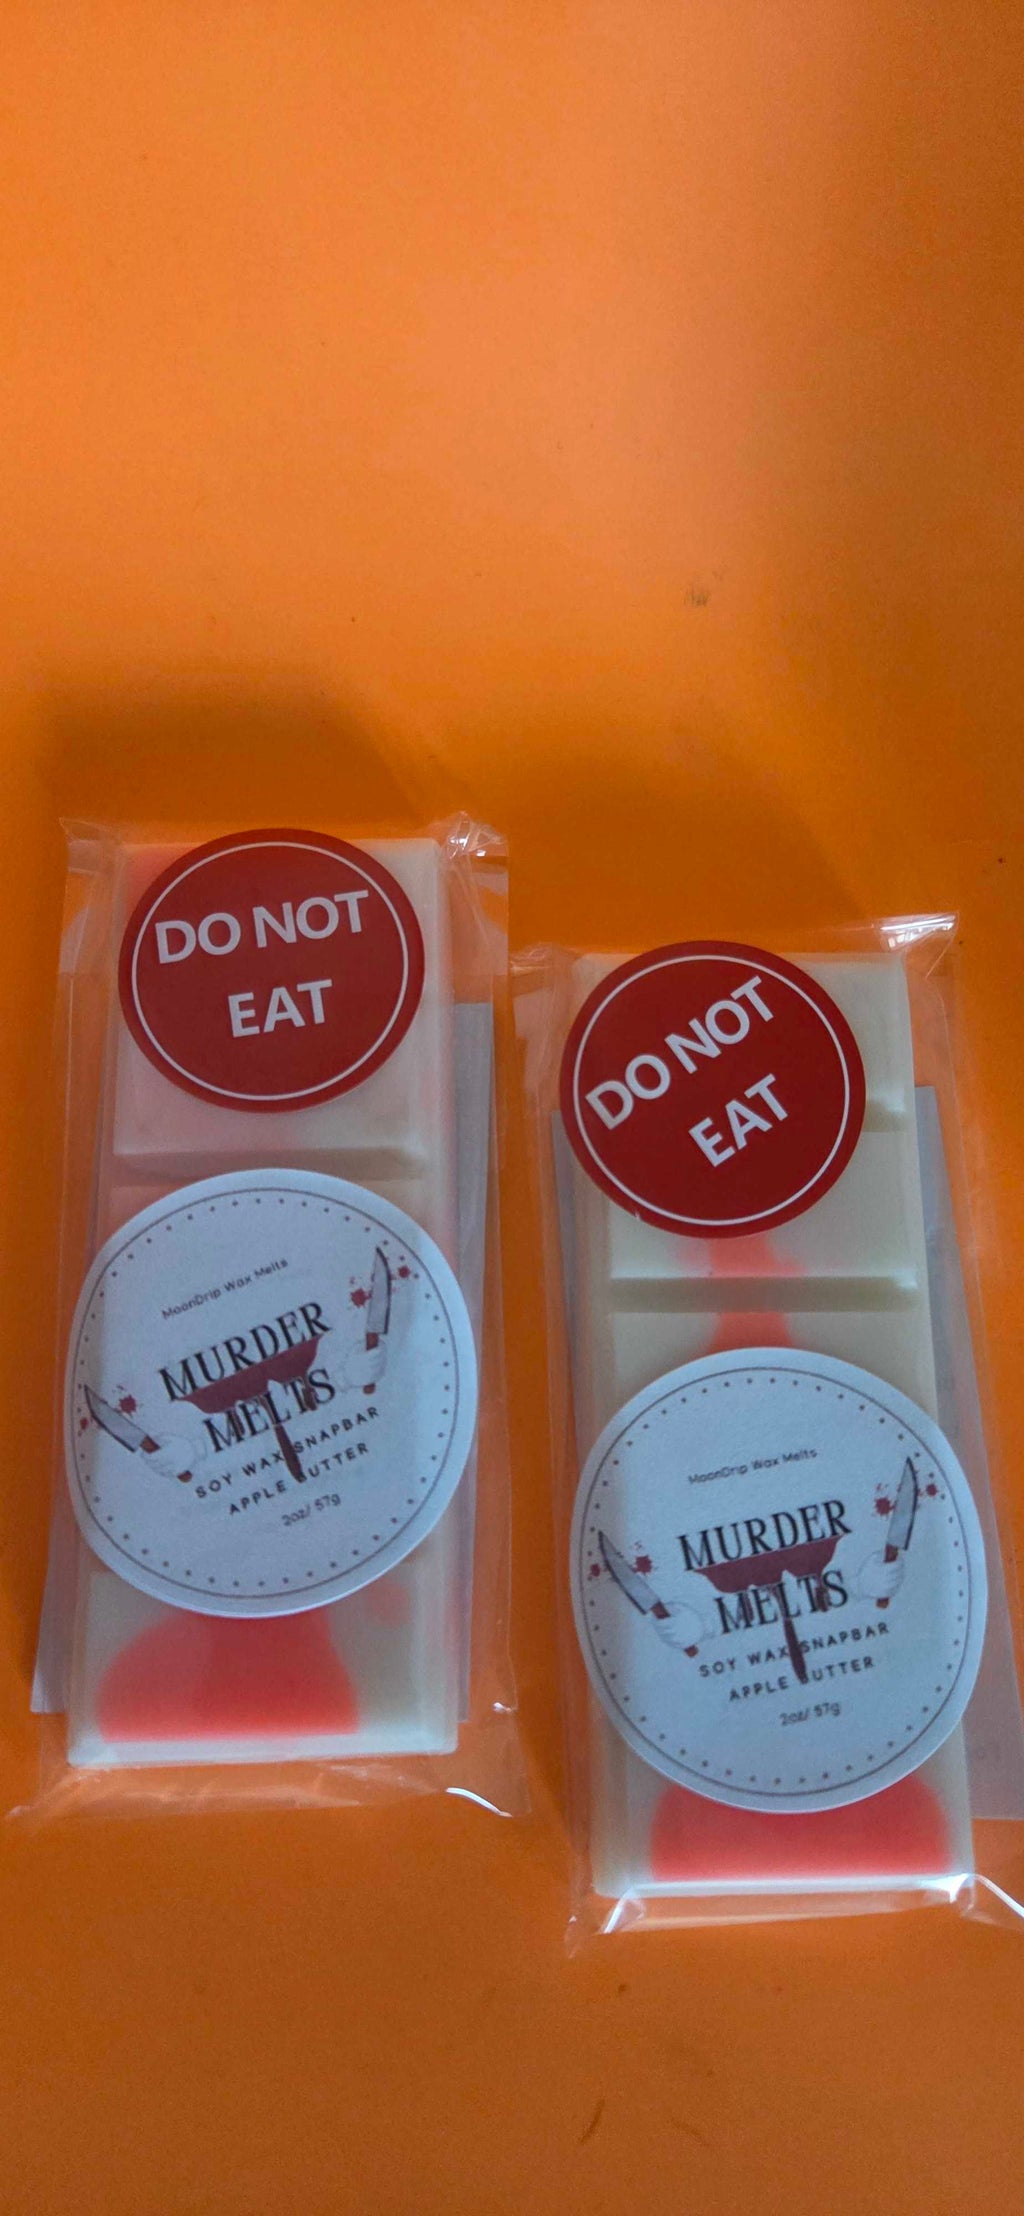 DO NOT
EAT
MoonDrip Wax Melts
MURDER
MELTS
SOY WAX SNAPBAR
APPLE BUTTER
2oz/ 57g
DO NOT
EAT
MoonDrip Wax Melts
MURDER
MELTS
SOY WAX SNAPBAR
APPLE BUTTER
2oz/ 57g